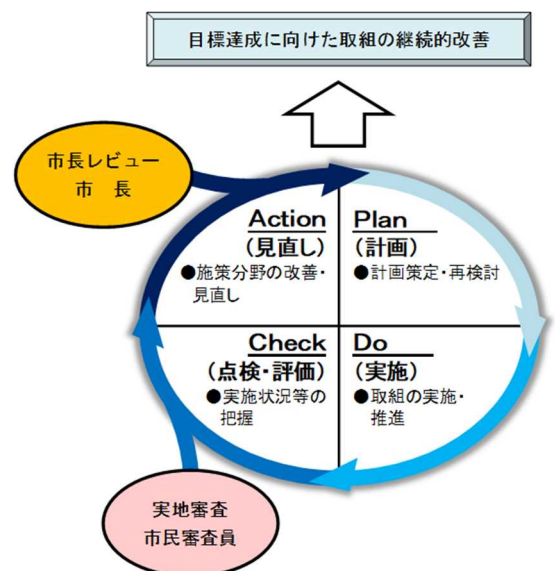 目標達成に向けた取組の継続的改善
市長レビュー
市　長
Action
(見直し)
●施策分野の改善・
見直し
Plan
(計画)
●計画策定・再検討
Check
(点検・評価)
●実施状況等の
把握
Do
(実施)
●取組の実施・
推進
実地審査
市民審査員